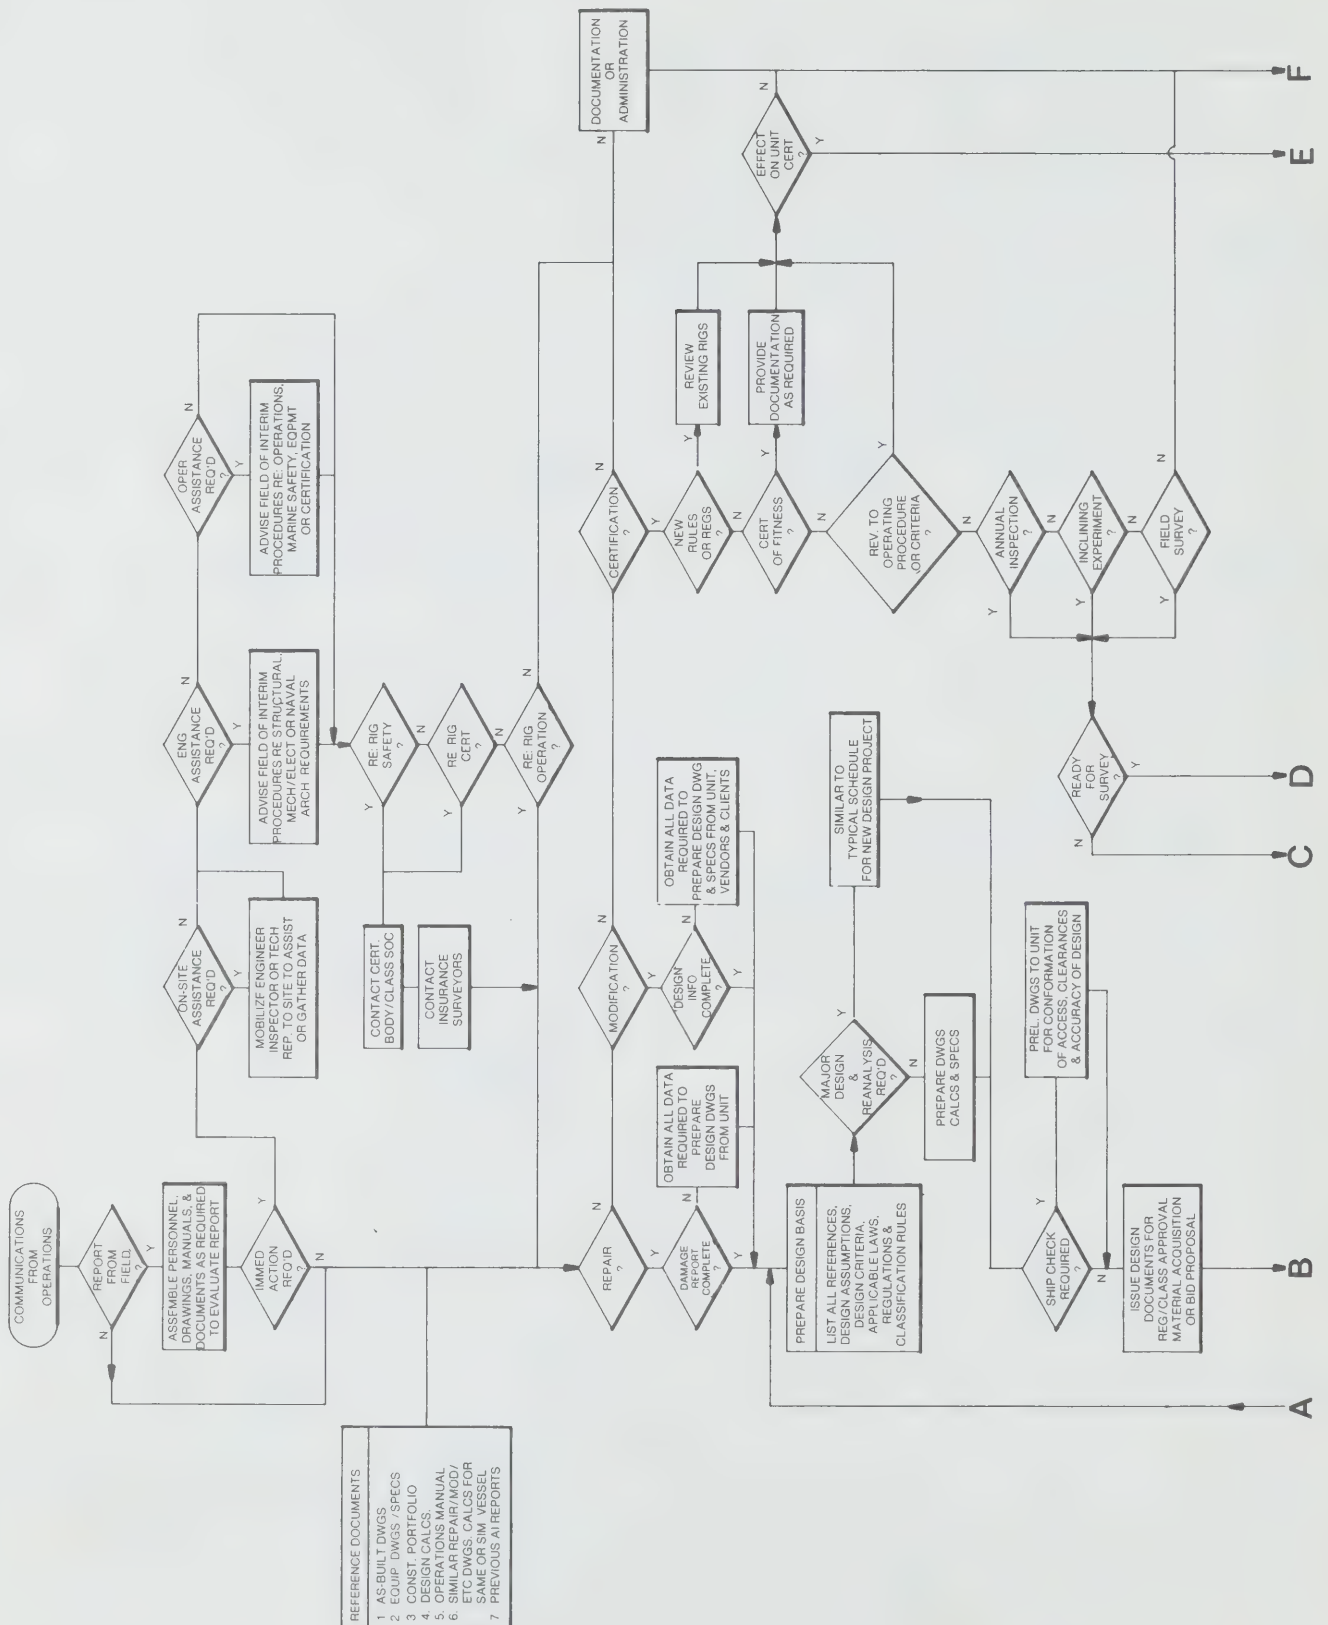 COMMUNICATIONS
FROM
OPERATIONS
REPORT
FROM
FIELD
?
N
Y
ASSEMBLE PERSONNEL,
DRAWINGS, MANUALS, &
DOCUMENTS AS REQUIRED
TO EVALUATE REPORT
IMMED
ACTION
REQ'D
?
Y
N
ON-SITE
ASSISTANCE
REQ'D
?
N
Y
MOBILIZE ENGINEER
INSPECTOR OR TECH
REP. TO SITE TO ASSIST
OR GATHER DATA
ENG
ASSISTANCE
REQ'D
?
N
Y
ADVISE FIELD OF INTERIM
PROCEDURES RE STRUCTURAL,
MECH/ELECT OR NAVAL
ARCH REQUIREMENTS
OPER
ASSISTANCE
REQ'D
?
N
Y
ADVISE FIELD OF INTERIM
PROCEDURES RE: OPERATIONS,
MARINE SAFETY, EQPMT
OR CERTIFICATION
RE: RIG
SAFETY
?
Y
N
RE: RIG
CERT
?
Y
N
RE: RIG
OPERATION
?
Y
N
CONTACT CERT.
BODY/CLASS SOC
CONTACT
INSURANCE
SURVEYORS
REFERENCE DOCUMENTS
1 AS-BUILT DWGS
2 EQUIP DWGS /SPECS
3 CONST. PORTFOLIO
4. DESIGN CALCS.
5. OPERATIONS MANUAL
6. SIMILAR REPAIR/MOD/
ETC DWGS. CALCS FOR
SAME OR SIM VESSEL
7 PREVIOUS AI REPORTS
REPAIR
?
N
Y
DAMAGE
REPORT
COMPLETE
?
N
Y
OBTAIN ALL DATA
REQUIRED TO
PREPARE
DESIGN DWGS
FROM UNIT
MODIFICATION
?
N
Y
DESIGN
INFO
COMPLETE
?
N
Y
OBTAIN ALL DATA
REQUIRED TO
PREPARE DESIGN DWG
& SPECS FROM UNIT,
VENDORS & CLIENTS
CERTIFICATION
?
N
Y
DOCUMENTATION
OR
ADMINISTRATION
N
NEW
RULES
OR REGS
?
Y
N
REVIEW
EXISTING RIGS
CERT
OF FITNESS
?
Y
N
PROVIDE
DOCUMENTATION
AS REQUIRED
EFFECT
ON UNIT
CERT
?
N
Y
REV. TO
OPERATING
PROCEDURE
OR CRITERIA
?
Y
N
ANNUAL
INSPECTION
?
Y
N
INCLINING
EXPERIMENT
?
Y
N
FIELD
SURVEY
?
Y
N
PREPARE DESIGN BASIS
LIST ALL REFERENCES,
DESIGN ASSUMPTIONS,
DESIGN CRITERIA,
APPLICABLE LAWS,
REGULATIONS &
CLASSIFICATION RULES
MAJOR
DESIGN
&
REANALYSIS
REQ'D
?
Y
N
SIMILAR TO
TYPICAL SCHEDULE
FOR NEW DESIGN PROJECT
PREPARE DWGS
CALCS & SPECS
SHIP CHECK
REQUIRED
?
Y
N
PREL. DWGS TO UNIT
FOR CONFORMATION
OF ACCESS, CLEARANCES
& ACCURACY OF DESIGN
ISSUE DESIGN
DOCUMENTS FOR
REG/CLASS APPROVAL
MATERIAL ACQUISITION
OR BID PROPOSAL
READY
FOR
SURVEY
?
N
Y
A
B
C
D
E
F